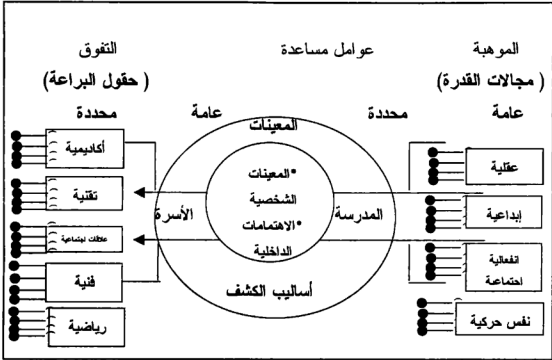 الموهبة
عوامل مساعدة
التفوق
( مجالات القدرة)
( حقول البراعة)
عامة
محددة
عامة
محددة
المعينات
•المعينات
الشخصية
•الاهتمامات
الداخلية
المدرسة
الأسرة
أساليب الكشف
عقلية
إبداعية
انفعالية
احتماعة
نفس حركية
أكاديمية
تقنية
علاقات اجتماعية
فنية
رياضية